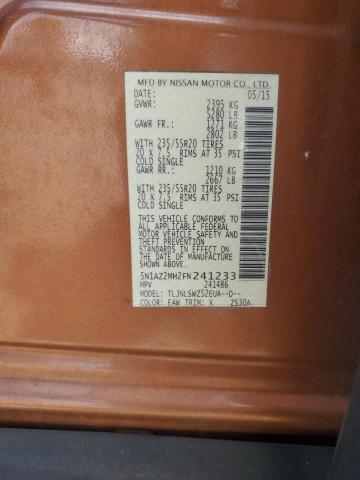 MFD BY NISSAN MOTOR CO., LTD.
DATE: 05/15
GVWR: 2395 KG
5280 LB
GAWR FR.: 1271 KG
2802 LB
WITH 235/55R20 TIRES
20 X 7.5 RIMS AT 35 PSI
COLD SINGLE
GAWR RR.: 1210 KG
2667 LB
WITH 235/55R20 TIRES
20 X 7.5 RIMS AT 35 PSI
COLD SINGLE
THIS VEHICLE CONFORMS TO ALL
APPLICABLE FEDERAL MOTOR
VEHICLE SAFETY
STANDARDS IN EFFECT ON THE
DATE OF MANUFACTURE
SHOWN ABOVE
5N1AZ2MH2FN241233
MPV 241486
MODEL: TLJNLSWZ52EUA--D--
COLOR: EAW TRIM: X ZS30A